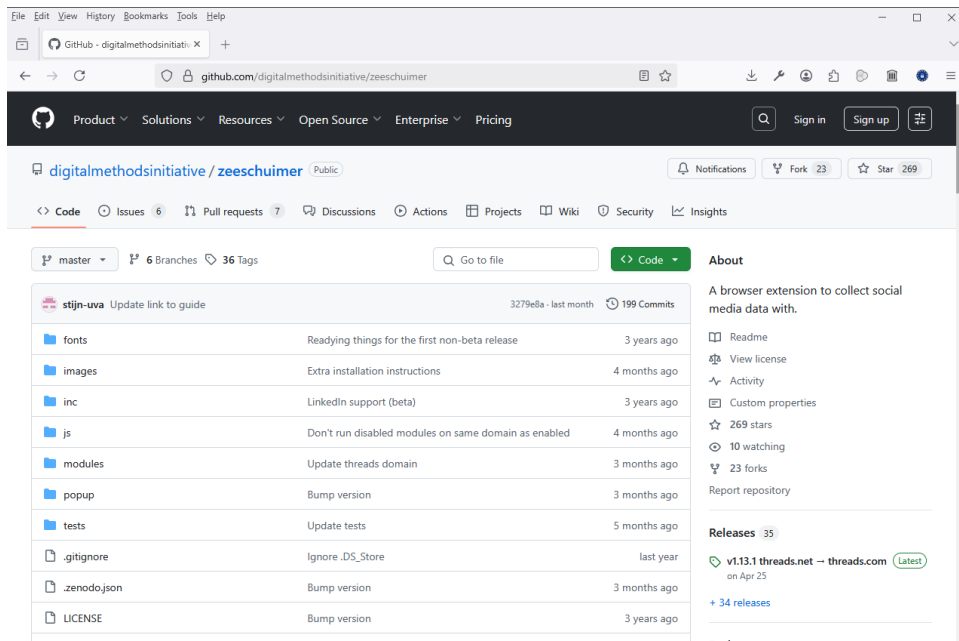 File Edit View History Bookmarks Tools Help
GitHub - digitalmethodsinitiativ
github.com/digitalmethodsinitiative/zeeschuimer
Product Solutions Resources Open Source Enterprise Pricing Sign in Sign up
digitalmethodsinitiative / zeeschuimer Public Notifications Fork 23 Star 269
Code Issues 6 Pull requests 7 Discussions Actions Projects Wiki Security Insights
master 6 Branches 36 Tags Go to file Code
stijn-uva Update link to guide 3279e8a · last month 199 Commits
fonts Readying things for the first non-beta release 3 years ago
images Extra installation instructions 4 months ago
inc LinkedIn support (beta) 3 years ago
js Don't run disabled modules on same domain as enabled 4 months ago
modules Update threads domain 3 months ago
popup Bump version 3 months ago
tests Update tests 5 months ago
.gitignore Ignore .DS_Store last year
.zenodo.json Bump version 3 months ago
LICENSE Bump version 3 years ago
About
A browser extension to collect social
media data with.
Readme
View license
Activity
Custom properties
269 stars
10 watching
23 forks
Report repository
Releases 35
v1.13.1 threads.net → threads.com Latest
on Apr 25
+ 34 releases